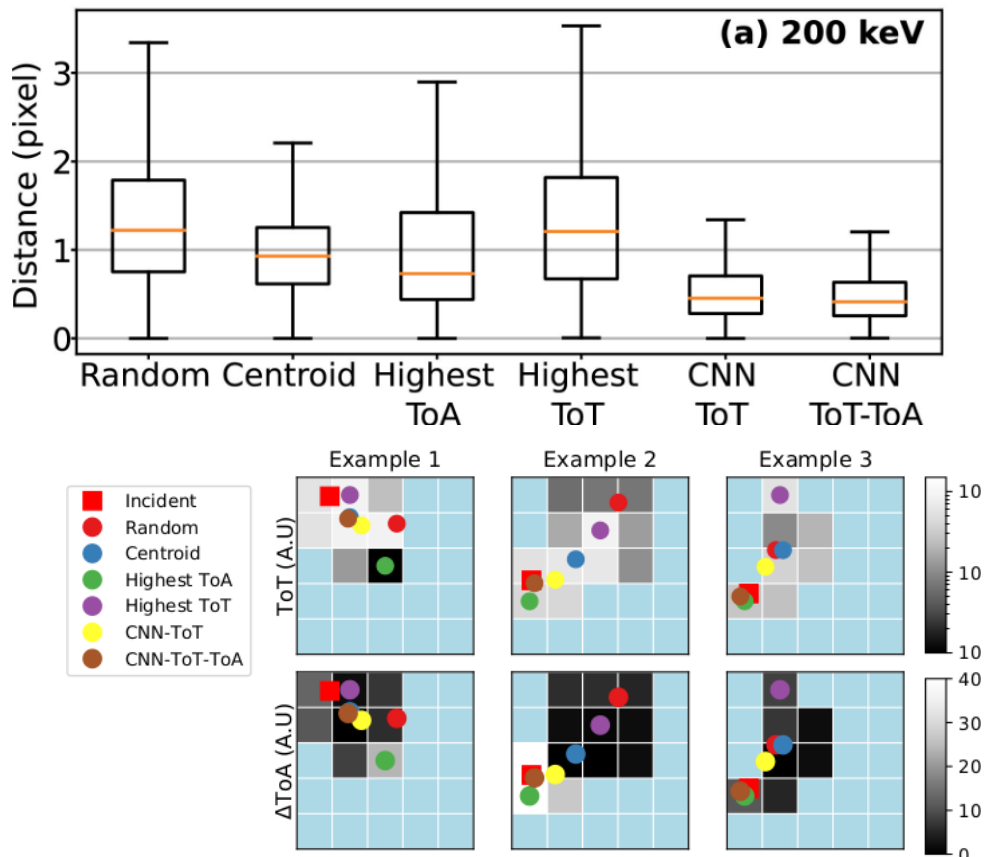 (a) 200 keV
Distance (pixel)
3
2
1
0
Random Centroid Highest ToA Highest ToT CNN ToT CNN ToT-ToA
Example 1 Example 2 Example 3
Incident
Random
Centroid
Highest ToA
Highest ToT
CNN-ToT
CNN-ToT-ToA
ToT (A.U)
10
10
10
ΔToA (A.U)
40
30
20
10
0